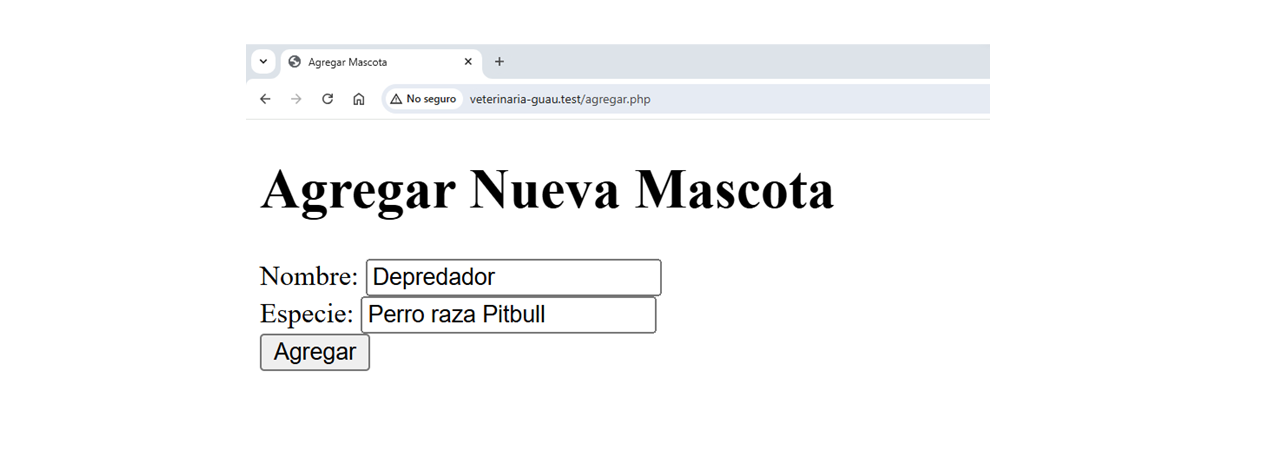 Agregar Mascota
No seguro veterinaria-guau.test/agregar.php
Agregar Nueva Mascota
Nombre: Depredador
Especie: Perro raza Pitbull
Agregar